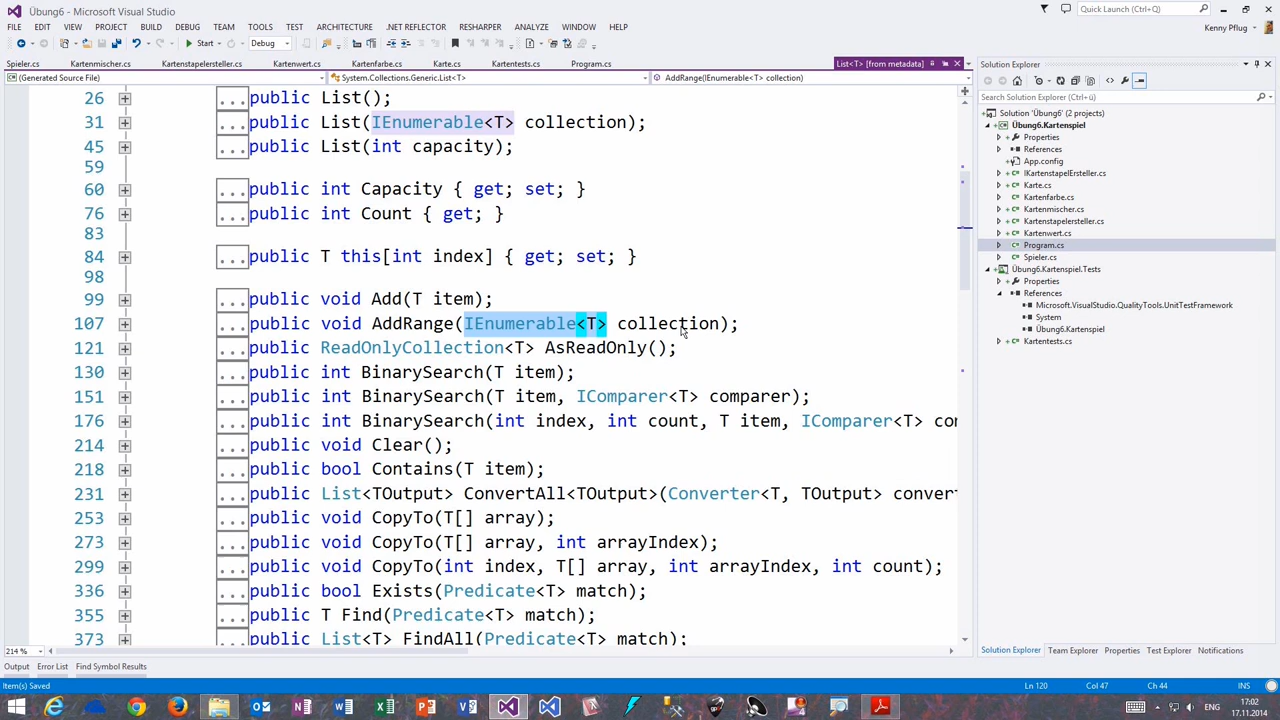 Übung6 - Microsoft Visual Studio
Quick Launch (Ctrl+Q)
FILE EDIT VIEW PROJECT BUILD DEBUG TEAM TOOLS TEST ARCHITECTURE .NET REFLECTOR RESHARPER ANALYZE WINDOW HELP
Kenny Pflug
Start
Debug
Spieler.cs Kartenmischer.cs Kartenstapelersteller.cs Kartenwert.cs Kartenfarbe.cs Karte.cs Kartentests.cs Program.cs List<T> [from metadata]
(Generated Source File) System.Collections.Generic.List<T> AddRange(IEnumerable<T> collection)
26 ... public List();
31 ... public List(IEnumerable<T> collection);
45 ... public List(int capacity);
59
60 ... public int Capacity { get; set; }
76 ... public int Count { get; }
83
84 ... public T this[int index] { get; set; }
98
99 ... public void Add(T item);
107 ... public void AddRange(IEnumerable<T> collection);
121 ... public ReadOnlyCollection<T> AsReadOnly();
130 ... public int BinarySearch(T item);
151 ... public int BinarySearch(T item, IComparer<T> comparer);
176 ... public int BinarySearch(int index, int count, T item, IComparer<T> con
214 ... public void Clear();
218 ... public bool Contains(T item);
231 ... public List<TOutput> ConvertAll<TOutput>(Converter<T, TOutput> convert
253 ... public void CopyTo(T[] array);
273 ... public void CopyTo(T[] array, int arrayIndex);
299 ... public void CopyTo(int index, T[] array, int arrayIndex, int count);
336 ... public bool Exists(Predicate<T> match);
355 ... public T Find(Predicate<T> match);
373 ... public List<T> FindAll(Predicate<T> match);
214 %
Solution Explorer
Search Solution Explorer (Ctrl+ü)
Solution 'Übung6' (2 projects)
Übung6.Kartenspiel
Properties
References
App.config
IKartenstapelErsteller.cs
Karte.cs
Kartenfarbe.cs
Kartenmischer.cs
Kartenstapelersteller.cs
Kartenwert.cs
Program.cs
Spieler.cs
Übung6.Kartenspiel.Tests
Properties
References
Microsoft.VisualStudio.QualityTools.UnitTestFramework
System
Übung6.Kartenspiel
Kartentests.cs
Solution Explorer Team Explorer Properties Test Explorer Notifications
Output Error List Find Symbol Results
Item(s) Saved Ln 120 Col 47 Ch 44 INS
ENG 17:02
17.11.2014